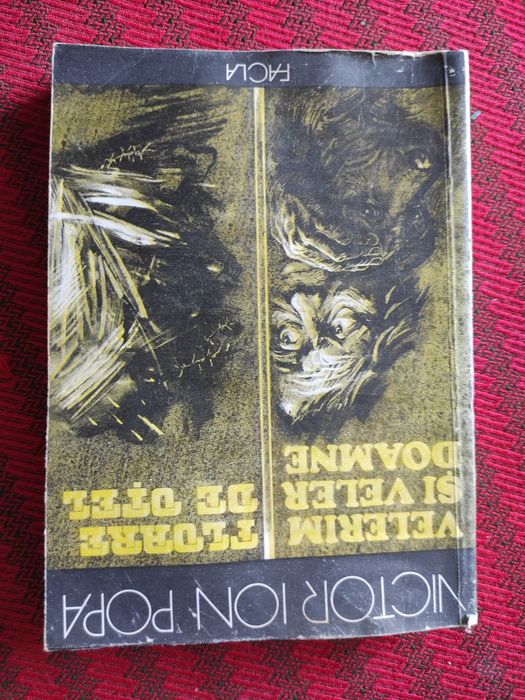 VICTOR ION POPA
VELERIM
ȘI VELER
DOAMNE
FLOARE
DE OȚEL
FACLA